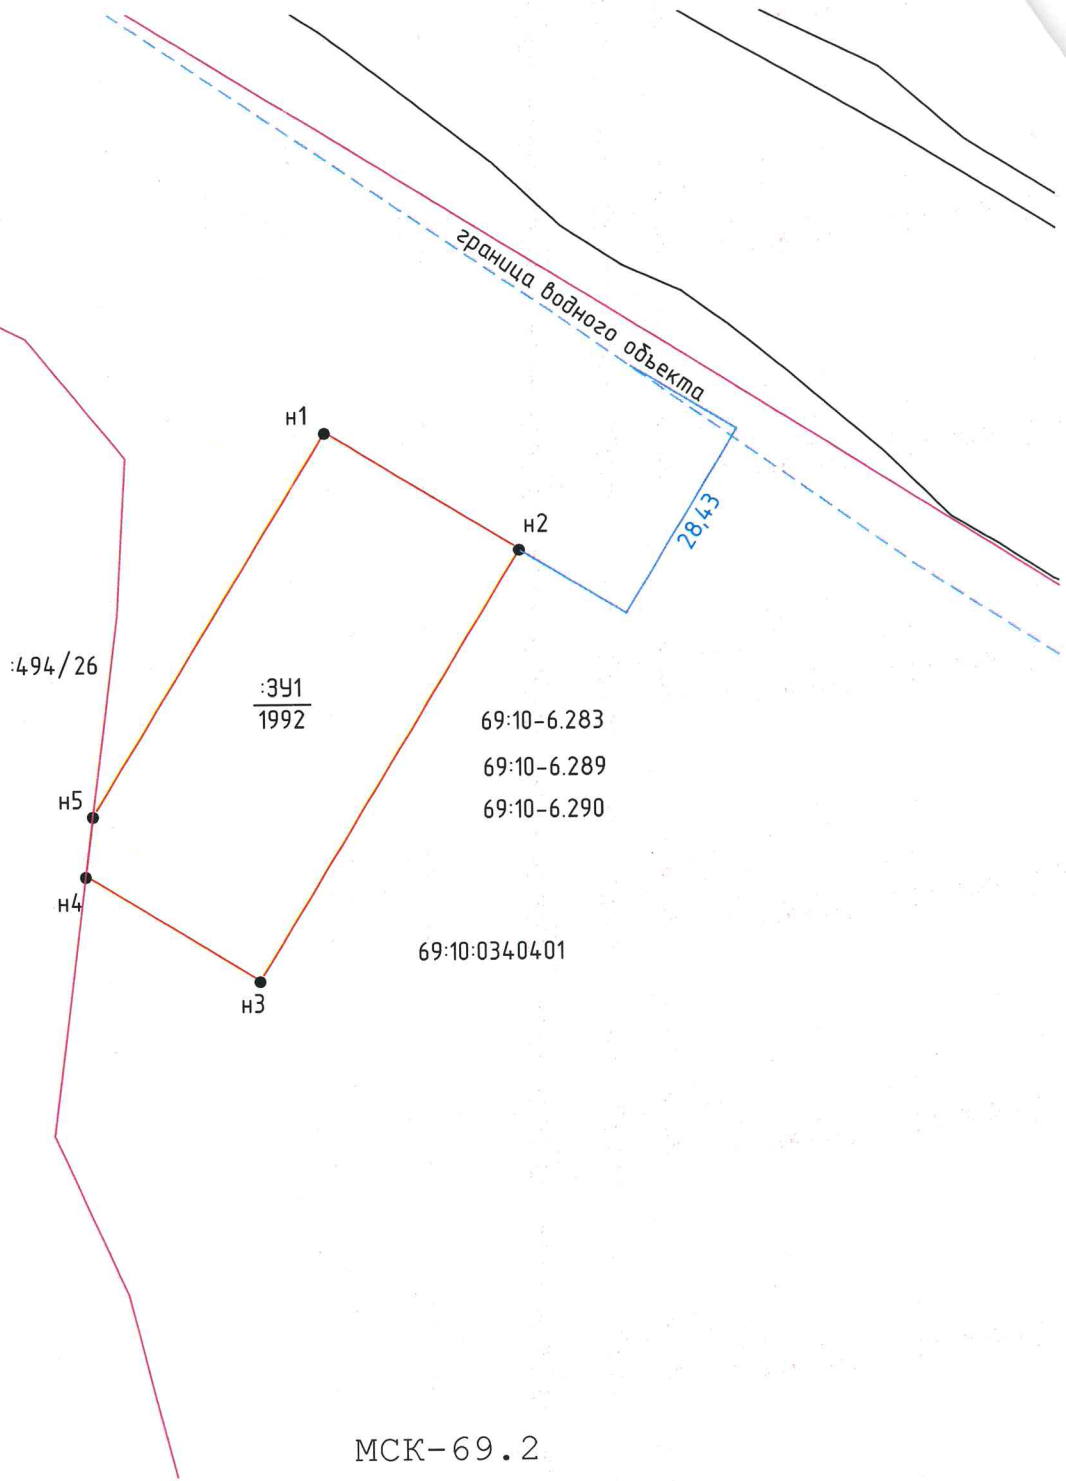 граница водного объекта
н1
н2
28,43
:494/26
:ЗУ1
1992
69:10-6.283
69:10-6.289
69:10-6.290
н5
н4
69:10:0340401
н3
МСК-69.2